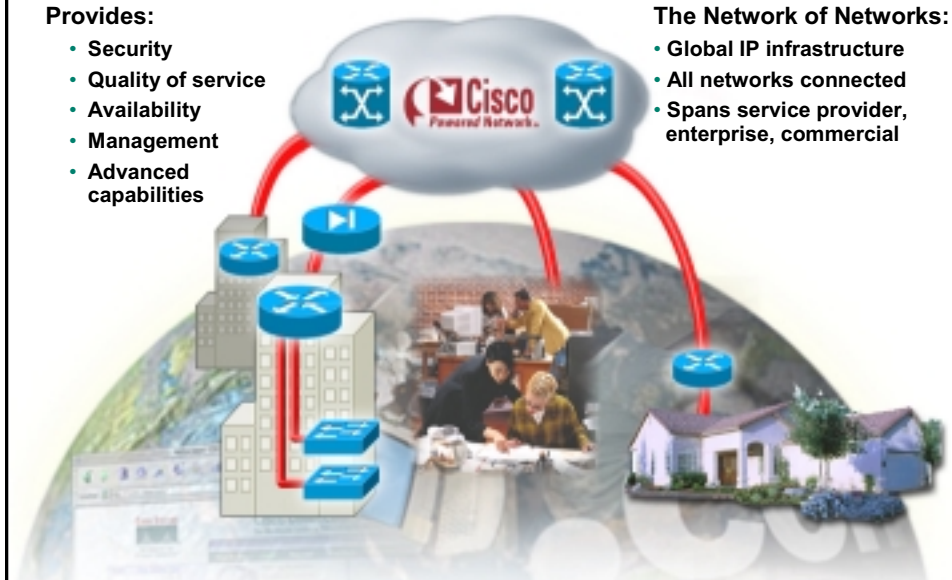 Provides:
• Security
• Quality of service
• Availability
• Management
• Advanced
capabilities
The Network of Networks:
• Global IP infrastructure
• All networks connected
• Spans service provider,
enterprise, commercial
Cisco
Powered Network
.Com